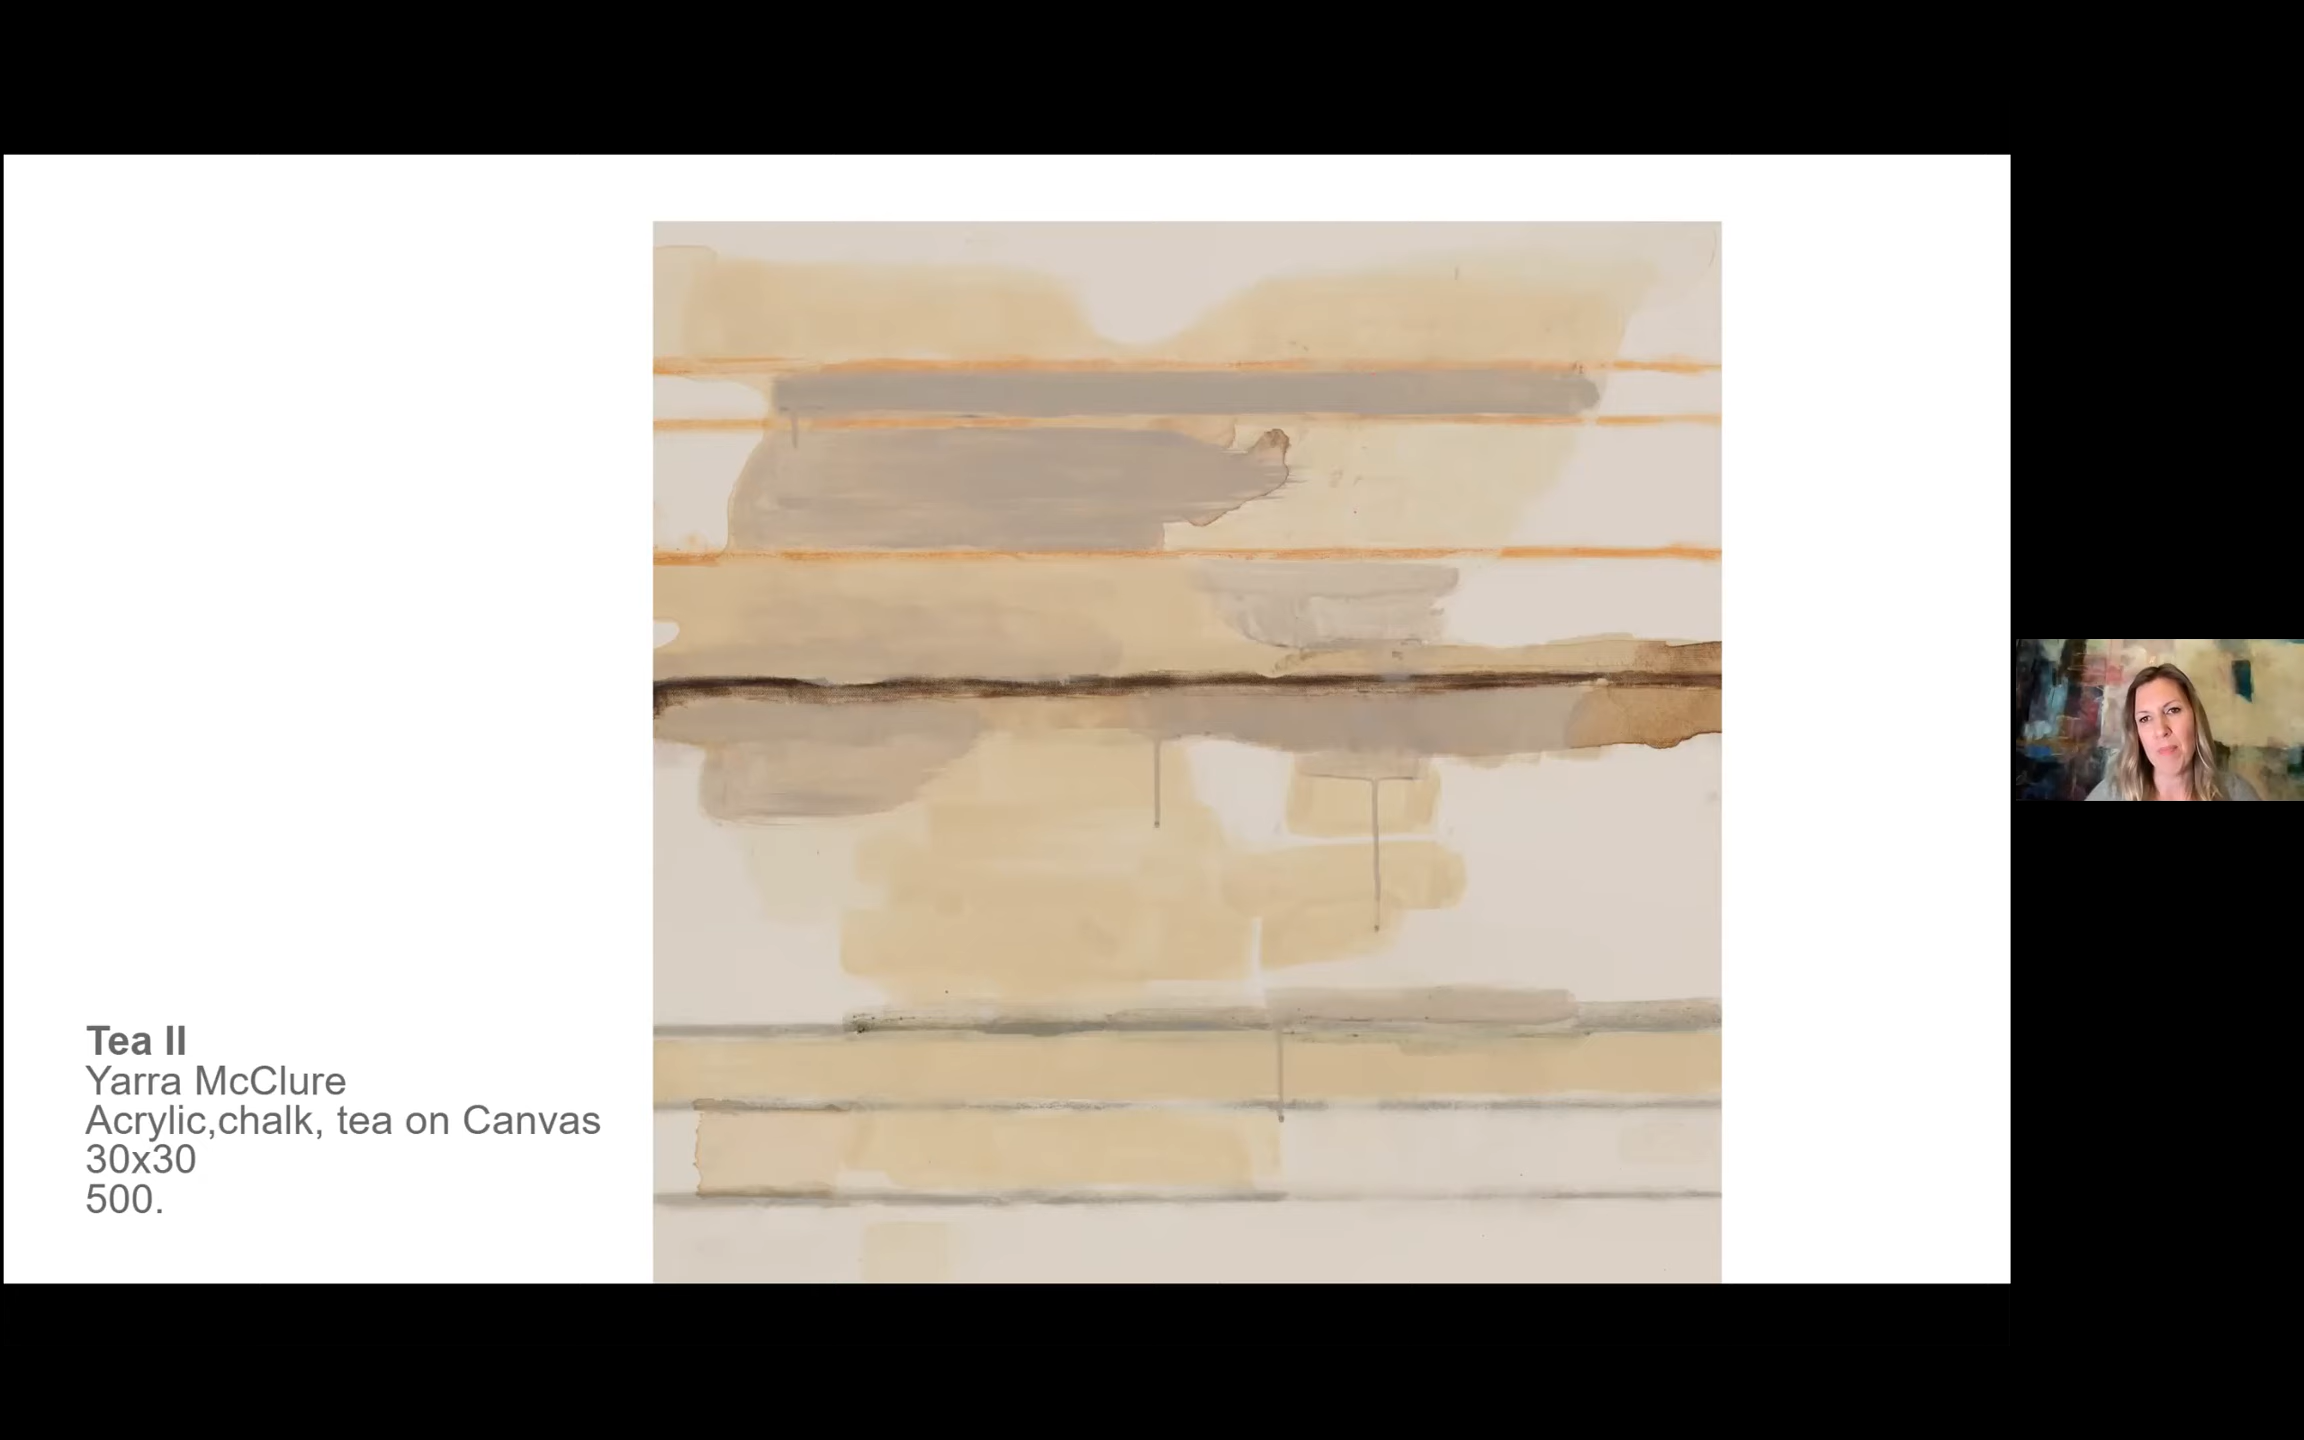 Tea II
Yarra McClure
Acrylic,chalk, tea on Canvas
30x30
500.